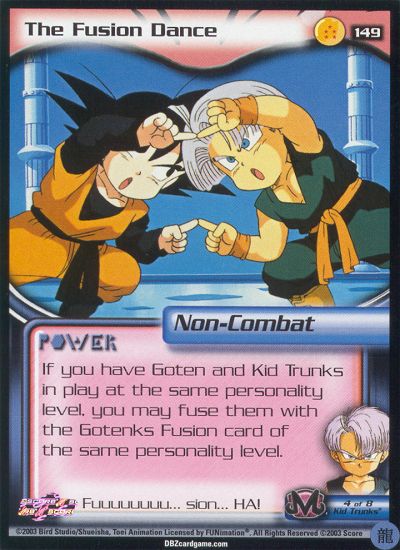 The Fusion Dance
149
Non-Combat
POWER
If you have Goten and Kid Trunks
in play at the same personality
level, you may fuse them with
the Gotenks Fusion card of
the same personality level.
4 of 8
Kid Trunks'
Fuuuuuuuu... sion... HA!
©2003 Bird Studio/Shueisha, Toei Animation Licensed by FUNimation®. All Rights Reserved ©2003 Score
DBZcardgame.com
龍